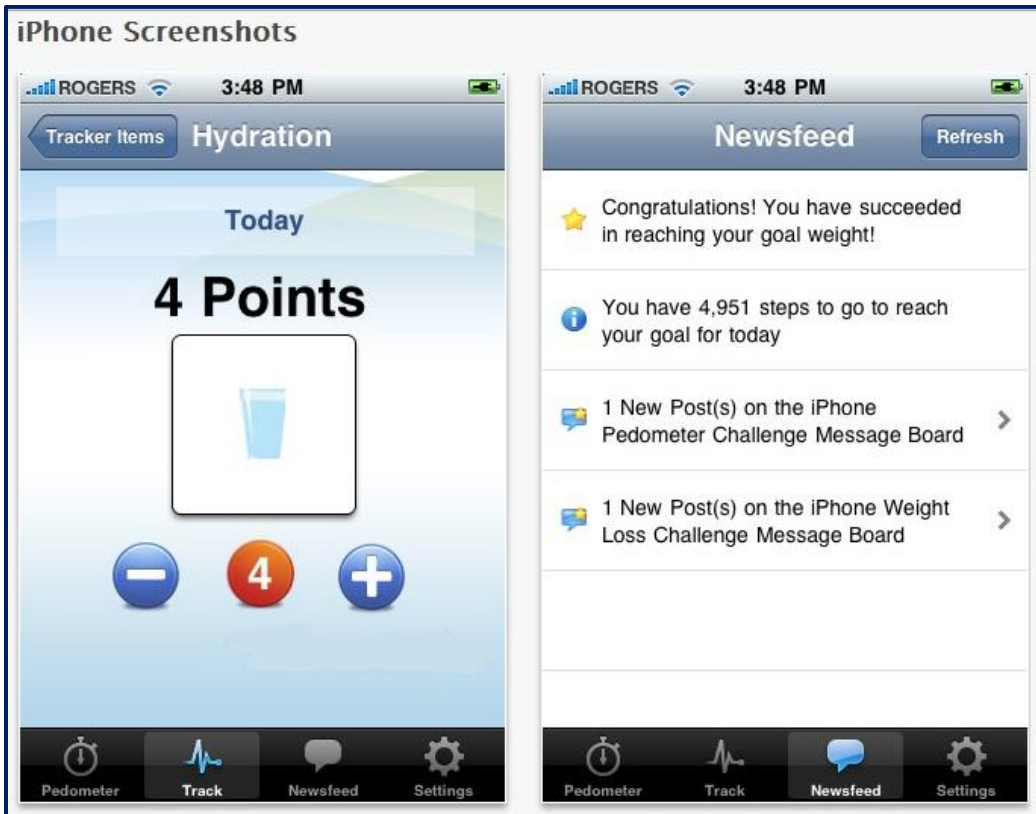 iPhone Screenshots
ROGERS 3:48 PM
Tracker Items Hydration
Today
4 Points
4
Pedometer Track Newsfeed Settings
ROGERS 3:48 PM
Newsfeed Refresh
Congratulations! You have succeeded
in reaching your goal weight!
You have 4,951 steps to go to reach
your goal for today
1 New Post(s) on the iPhone
Pedometer Challenge Message Board
1 New Post(s) on the iPhone Weight
Loss Challenge Message Board
Pedometer Track Newsfeed Settings